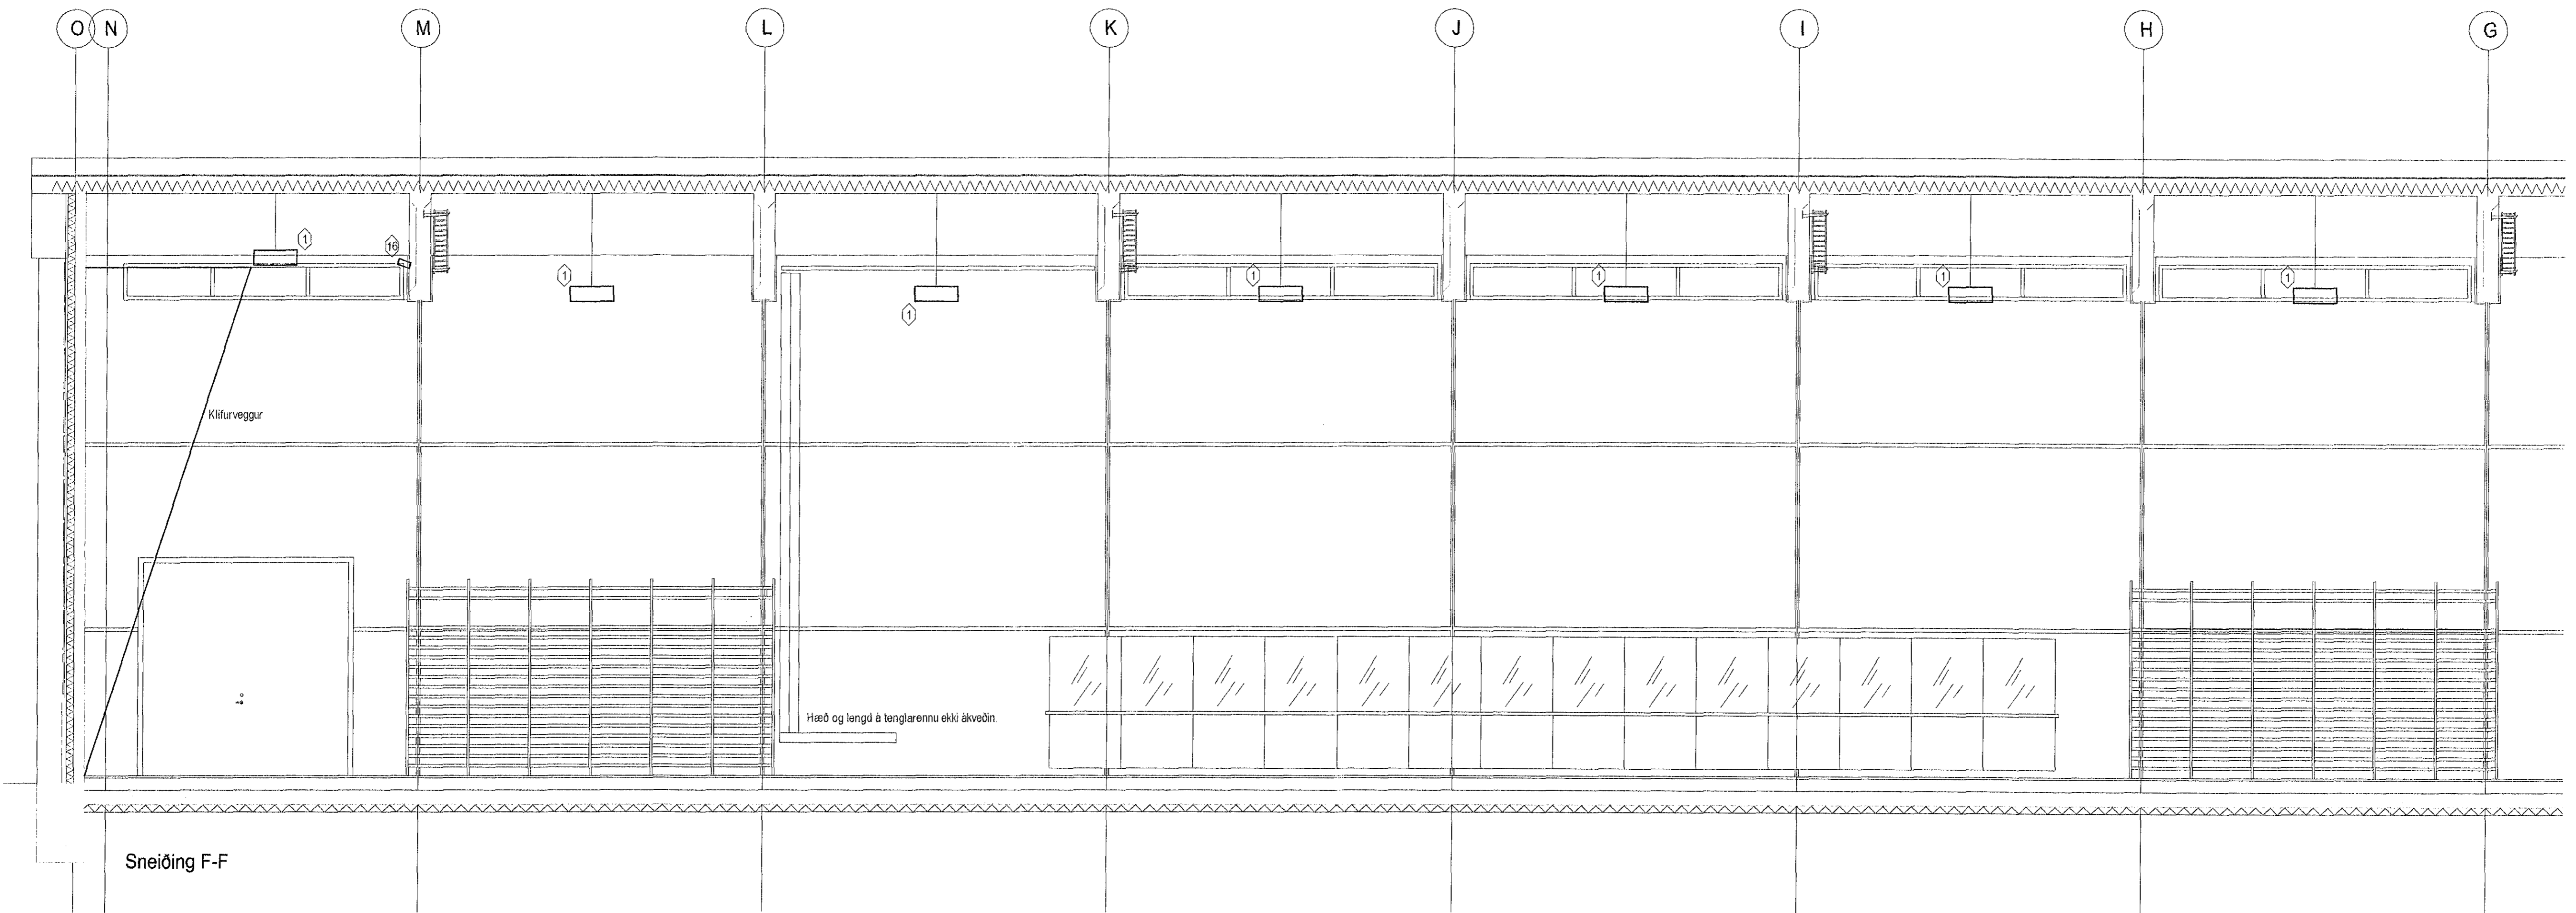 O N M L K J I H G
1
16
1
1
1
1
1
1
Klifurveggur
Hæð og lengd á tenglarennu ekki ákveðin.
Sneiðing F-F